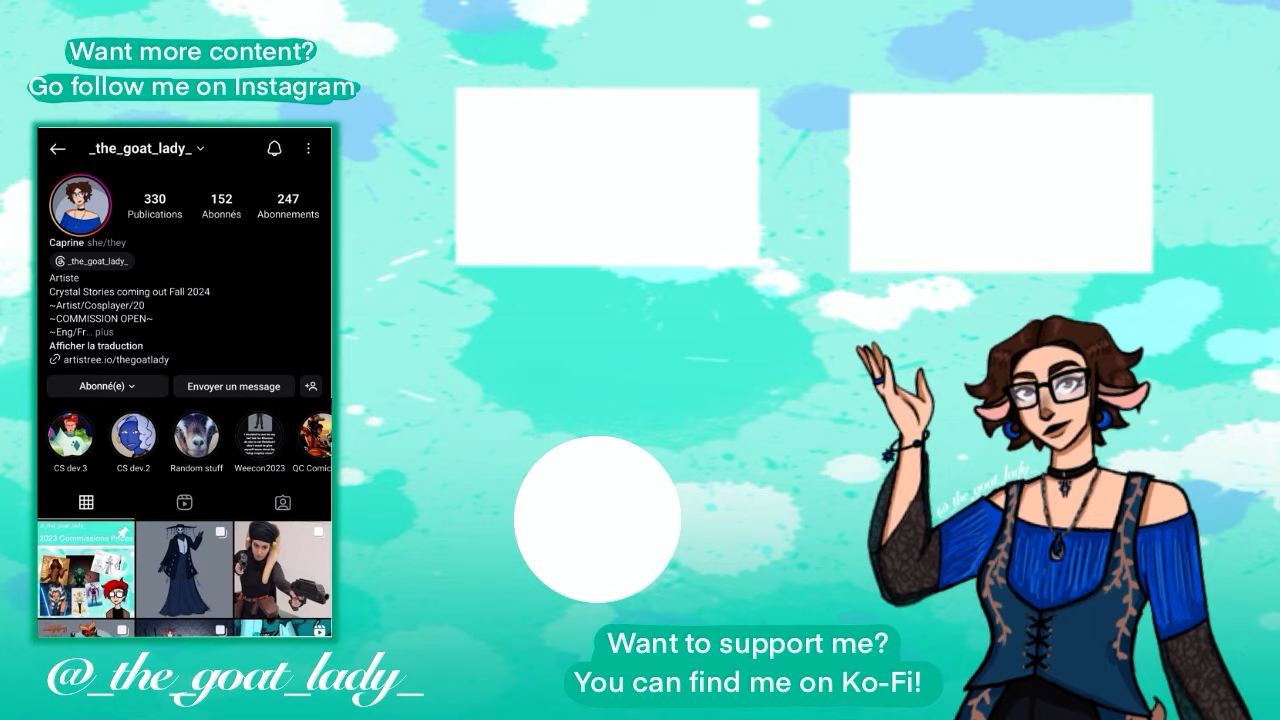 Want more content?
Go follow me on Instagram
_the_goat_lady_
330
152
247
Publications
Abonnés
Abonnements
Caprine she/they
_the_goat_lady_
Artiste
Crystal Stories coming out Fall 2024
~Artist/Cosplayer/20
~COMMISSION OPEN~
~Eng/Fr... plus
Afficher la traduction
artistree.io/thegoatlady
Abonné(e)
Envoyer un message
CS dev.3
CS dev.2
Random stuff
Weecon2023
QC Comic
2023 Commissions Prices
@_the_goat_lady_
@_the_goat_lady_
Want to support me?
You can find me on Ko-Fi!